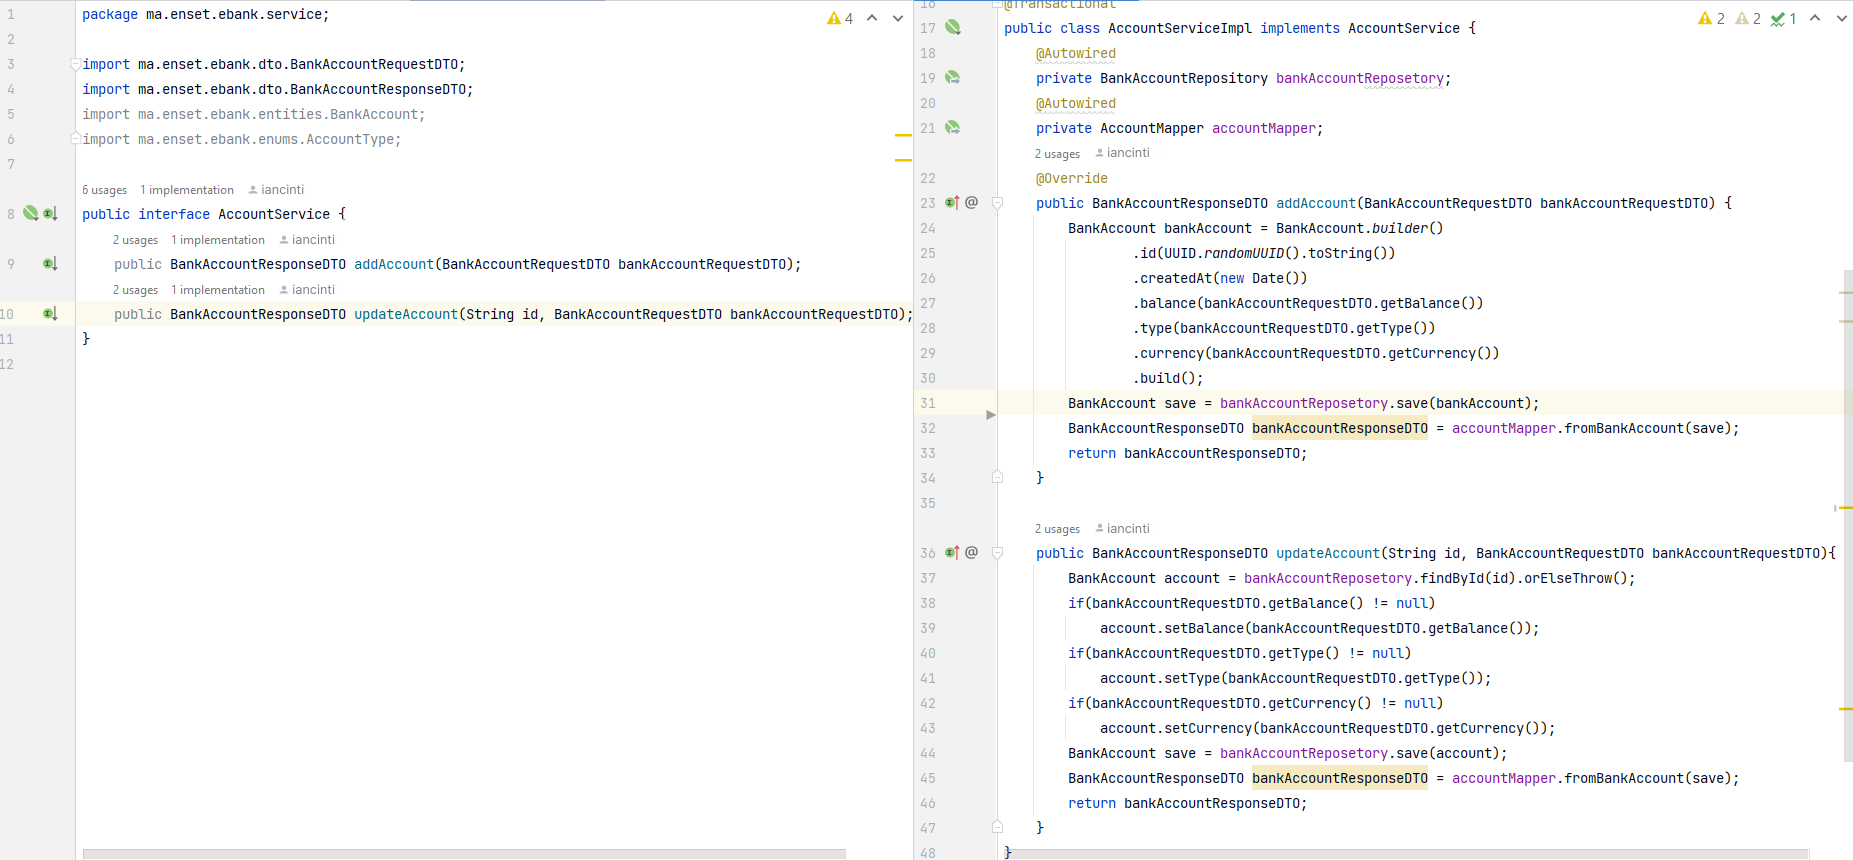 1 package ma.enset.ebank.service;
4
2
3 import ma.enset.ebank.dto.BankAccountRequestDTO;
4 import ma.enset.ebank.dto.BankAccountResponseDTO;
5 import ma.enset.ebank.entities.BankAccount;
6 import ma.enset.ebank.enums.AccountType;
7
6 usages 1 implementation iancinti
8 public interface AccountService {
2 usages 1 implementation iancinti
9 public BankAccountResponseDTO addAccount(BankAccountRequestDTO bankAccountRequestDTO);
2 usages 1 implementation iancinti
10 public BankAccountResponseDTO updateAccount(String id, BankAccountRequestDTO bankAccountRequestDTO);
11 }
12
16 @Transactional
2 2 1
17 public class AccountServiceImpl implements AccountService {
18 @Autowired
19 private BankAccountRepository bankAccountReposetory;
20 @Autowired
21 private AccountMapper accountMapper;
2 usages iancinti
22 @Override
23 @ public BankAccountResponseDTO addAccount(BankAccountRequestDTO bankAccountRequestDTO) {
24 BankAccount bankAccount = BankAccount.builder()
25 .id(UUID.randomUUID().toString())
26 .createdAt(new Date())
27 .balance(bankAccountRequestDTO.getBalance())
28 .type(bankAccountRequestDTO.getType())
29 .currency(bankAccountRequestDTO.getCurrency())
30 .build();
31 BankAccount save = bankAccountReposetory.save(bankAccount);
32 BankAccountResponseDTO bankAccountResponseDTO = accountMapper.fromBankAccount(save);
33 return bankAccountResponseDTO;
34 }
35
2 usages iancinti
36 @ public BankAccountResponseDTO updateAccount(String id, BankAccountRequestDTO bankAccountRequestDTO){
37 BankAccount account = bankAccountReposetory.findById(id).orElseThrow();
38 if(bankAccountRequestDTO.getBalance() != null)
39 account.setBalance(bankAccountRequestDTO.getBalance());
40 if(bankAccountRequestDTO.getType() != null)
41 account.setType(bankAccountRequestDTO.getType());
42 if(bankAccountRequestDTO.getCurrency() != null)
43 account.setCurrency(bankAccountRequestDTO.getCurrency());
44 BankAccount save = bankAccountReposetory.save(account);
45 BankAccountResponseDTO bankAccountResponseDTO = accountMapper.fromBankAccount(save);
46 return bankAccountResponseDTO;
47 }
48 }